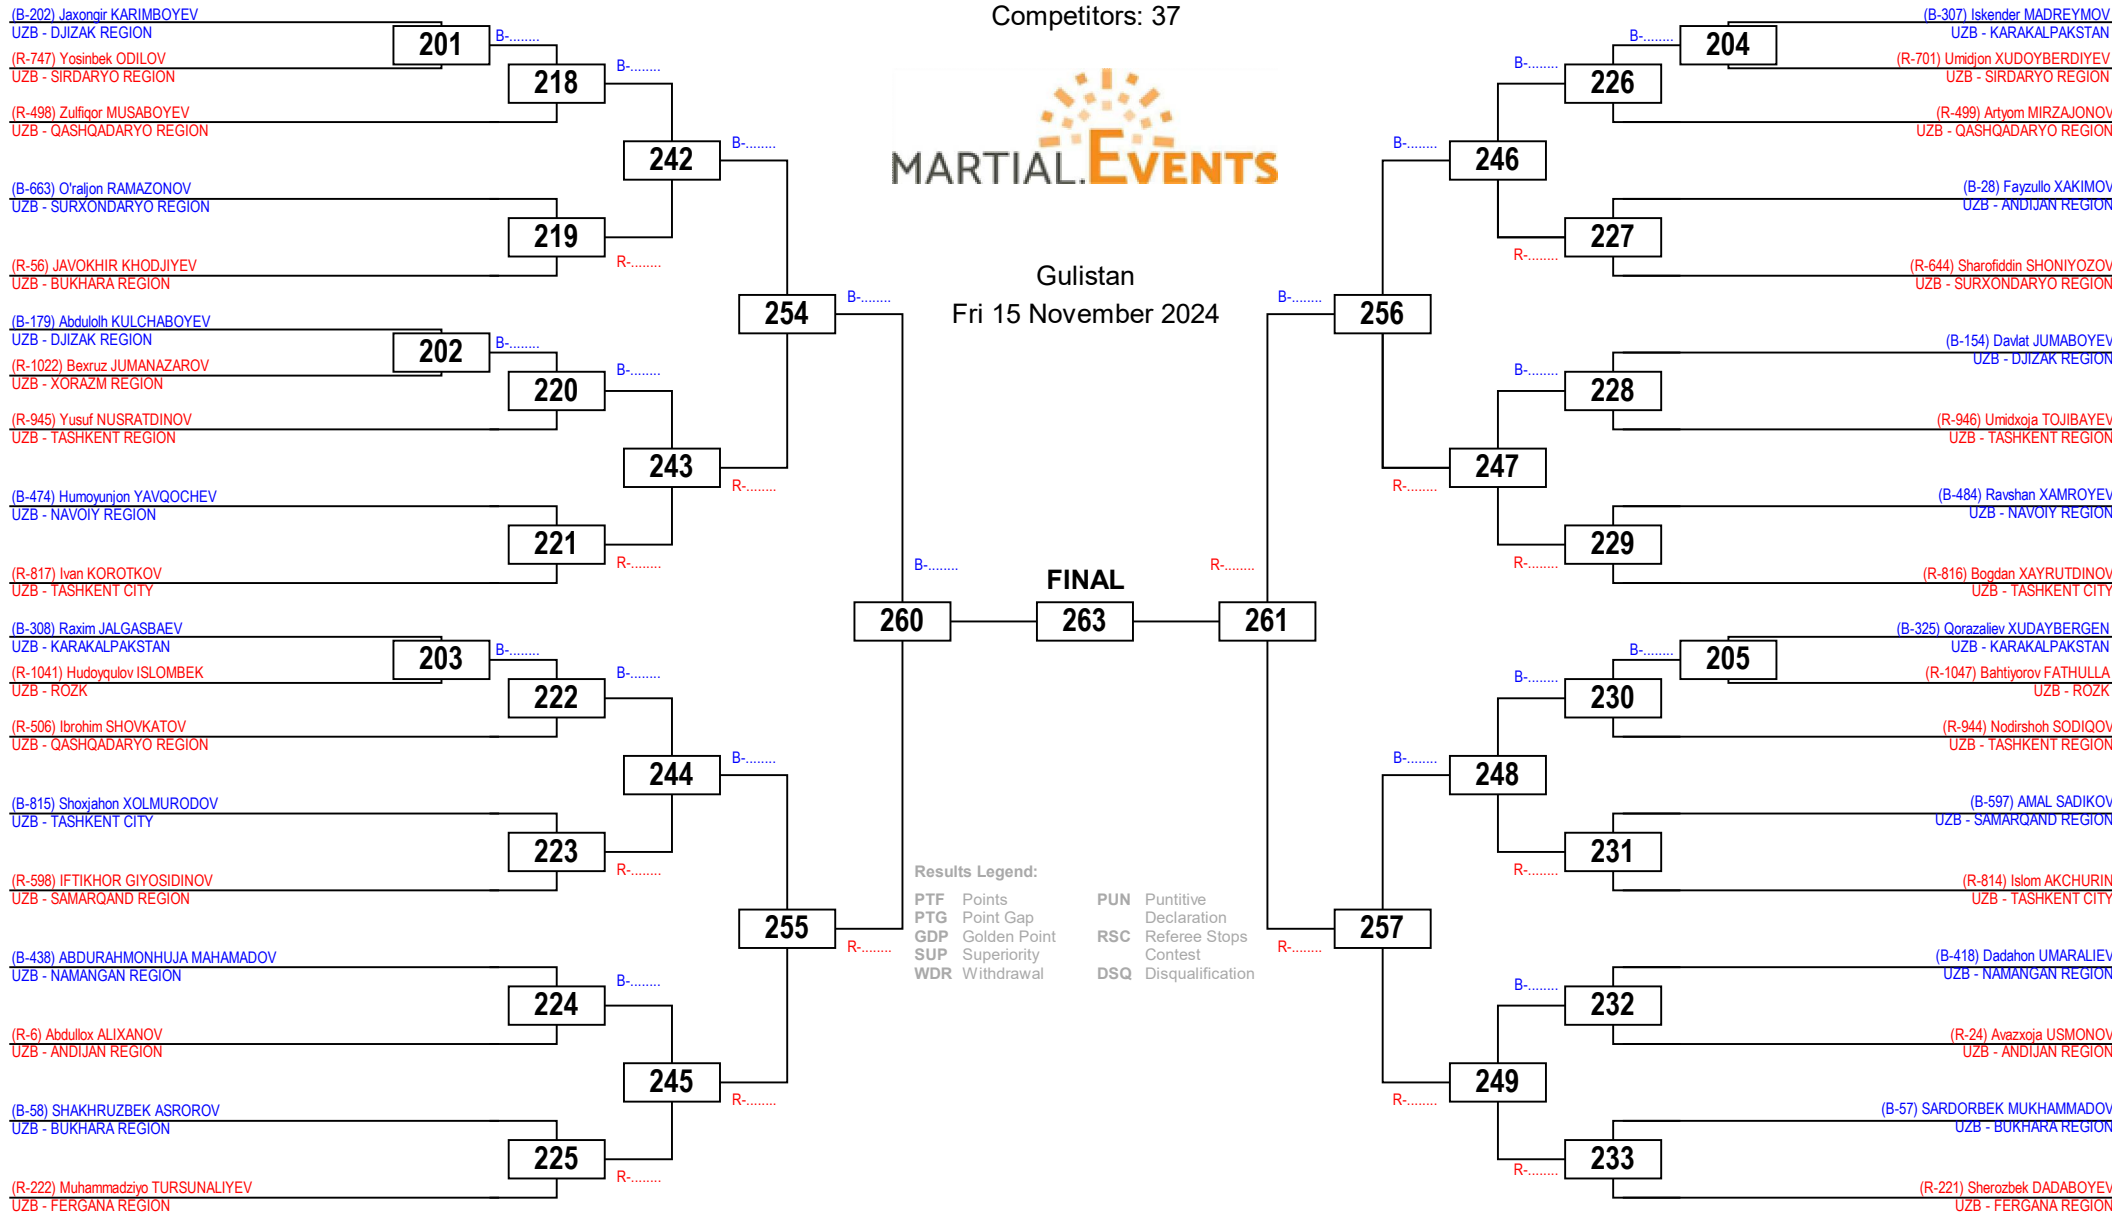 Competitors: 37
MARTIAL.EVENTS
Gulistan
Fri 15 November 2024
(B-202) Jaxongir KARIMBOYEV
UZB - DJIZAK REGION
201
B-........
(R-747) Yosinbek ODILOV
UZB - SIRDARYO REGION
218
B-........
(R-498) Zulfiqor MUSABOYEV
UZB - QASHQADARYO REGION
242
B-........
(B-663) O'raljon RAMAZONOV
UZB - SURXONDARYO REGION
219
R-........
(R-56) JAVOKHIR KHODJIYEV
UZB - BUKHARA REGION
254
B-........
(B-179) Abdulolh KULCHABOYEV
UZB - DJIZAK REGION
202
B-........
(R-1022) Bexruz JUMANAZAROV
UZB - XORAZM REGION
220
B-........
(R-945) Yusuf NUSRATDINOV
UZB - TASHKENT REGION
243
R-........
(B-474) Humoyunjon YAVQOCHEV
UZB - NAVOIY REGION
221
R-........
(R-817) Ivan KOROTKOV
UZB - TASHKENT CITY
B-........
260
(B-308) Raxim JALGASBAEV
UZB - KARAKALPAKSTAN
203
B-........
(R-1041) Hudoyqulov ISLOMBEK
UZB - ROZK
222
B-........
(R-506) Ibrohim SHOVKATOV
UZB - QASHQADARYO REGION
244
B-........
(B-815) Shoxjahon XOLMURODOV
UZB - TASHKENT CITY
223
R-........
(R-598) IFTIKHOR GIYOSIDINOV
UZB - SAMARQAND REGION
255
R-........
(B-438) ABDURAHMONHUJA MAHAMADOV
UZB - NAMANGAN REGION
224
B-........
(R-6) Abdullox ALIXANOV
UZB - ANDIJAN REGION
245
R-........
(B-58) SHAKHRUZBEK ASROROV
UZB - BUKHARA REGION
225
R-........
(R-222) Muhammadziyo TURSUNALIYEV
UZB - FERGANA REGION
FINAL
263
Results Legend:
PTF Points
PTG Point Gap
GDP Golden Point
SUP Superiority
WDR Withdrawal
PUN Puntitive
Declaration
RSC Referee Stops
Contest
DSQ Disqualification
(B-307) Iskender MADREYMOV
UZB - KARAKALPAKSTAN
204
B-........
(R-701) Umidjon XUDOYBERDIYEV
UZB - SIRDARYO REGION
226
B-........
(R-499) Artyom MIRZAJONOV
UZB - QASHQADARYO REGION
246
B-........
(B-28) Fayzullo XAKIMOV
UZB - ANDIJAN REGION
227
R-........
(R-644) Sharofiddin SHONIYOZOV
UZB - SURXONDARYO REGION
256
B-........
(B-154) Davlat JUMABOYEV
UZB - DJIZAK REGION
228
B-........
(R-946) Umidxoja TOJIBAYEV
UZB - TASHKENT REGION
247
R-........
(B-484) Ravshan XAMROYEV
UZB - NAVOIY REGION
229
R-........
(R-816) Bogdan XAYRUTDINOV
UZB - TASHKENT CITY
R-........
261
(B-325) Qorazaliev XUDAYBERGEN
UZB - KARAKALPAKSTAN
205
B-........
(R-1047) Bahtiyorov FATHULLA
UZB - ROZK
230
B-........
(R-944) Nodirshoh SODIQOV
UZB - TASHKENT REGION
248
B-........
(B-597) AMAL SADIKOV
UZB - SAMARQAND REGION
231
R-........
(R-814) Islom AKCHURIN
UZB - TASHKENT CITY
257
R-........
(B-418) Dadahon UMARALIEV
UZB - NAMANGAN REGION
232
B-........
(R-24) Avazxoja USMONOV
UZB - ANDIJAN REGION
249
R-........
(B-57) SARDORBEK MUKHAMMADOV
UZB - BUKHARA REGION
233
R-........
(R-221) Sherozbek DADABOYEV
UZB - FERGANA REGION